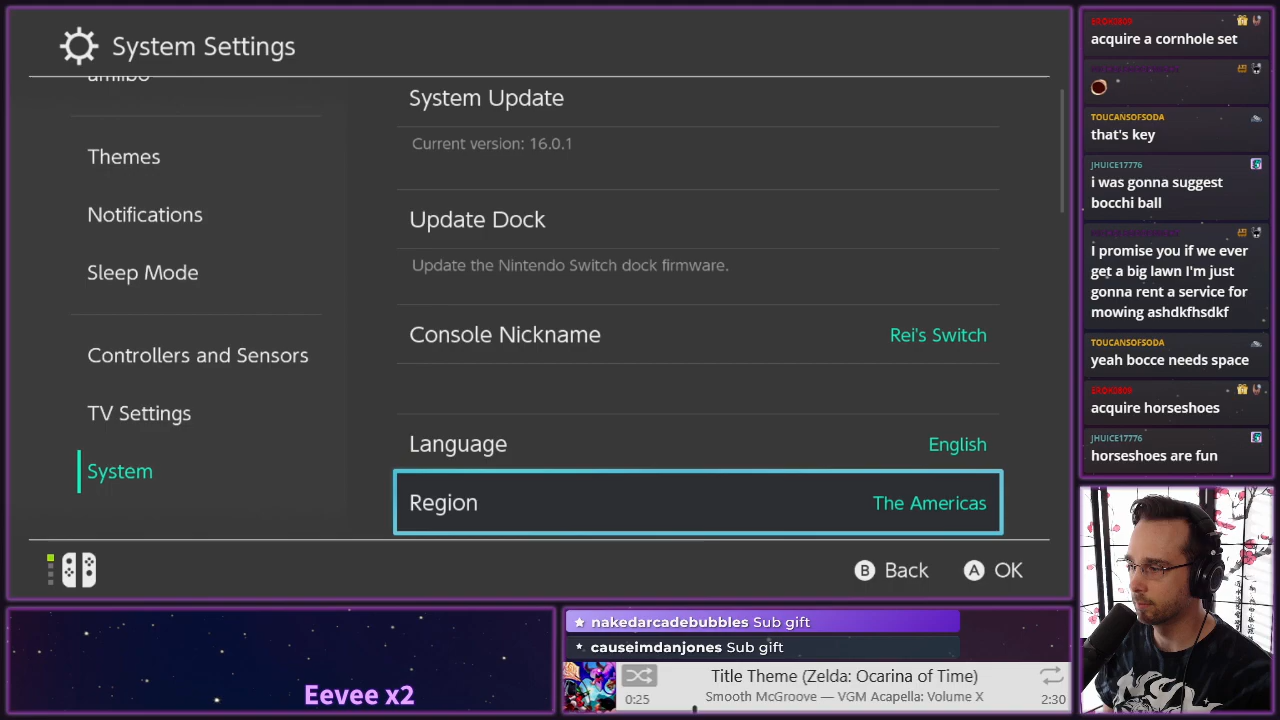 System Settings
amiibo
Themes
Notifications
Sleep Mode
Controllers and Sensors
TV Settings
System
System Update
Current version: 16.0.1
Update Dock
Update the Nintendo Switch dock firmware.
Console Nickname
Rei's Switch
Language
English
Region
The Americas
B Back
A OK
acquire a cornhole set
TOUCANSOFSODA
that's key
JHUICE17776
i was gonna suggest
bocchi ball
I promise you if we ever
get a big lawn I'm just
gonna rent a service for
mowing ashdkfhsdkf
TOUCANSOFSODA
yeah bocce needs space
acquire horseshoes
JHUICE17776
horseshoes are fun
Eevee x2
nakedarcadebubbles Sub gift
causeimdanjones Sub gift
Title Theme (Zelda: Ocarina of Time)
0:25
Smooth McGroove — VGM Acapella: Volume X
2:30